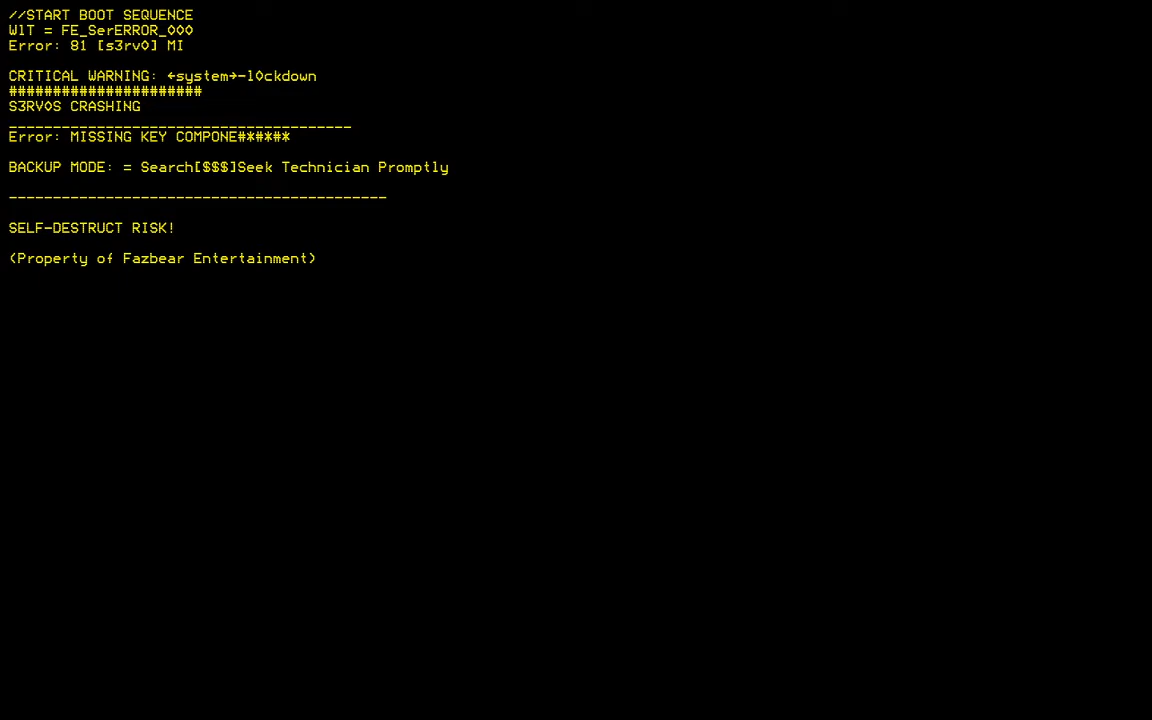 //START BOOT SEQUENCE
W1T = FE_SerERROR_000
Error: 81 [s3rv0] MI
CRITICAL WARNING: ←system→-l0ckdown
######################
S3RV0S CRASHING
_______________________________________
Error: MISSING KEY COMPONE#*#*#*
BACKUP MODE: = Search[$$$]Seek Technician Promptly
-------------------------------------------
SELF-DESTRUCT RISK!
(Property of Fazbear Entertainment)